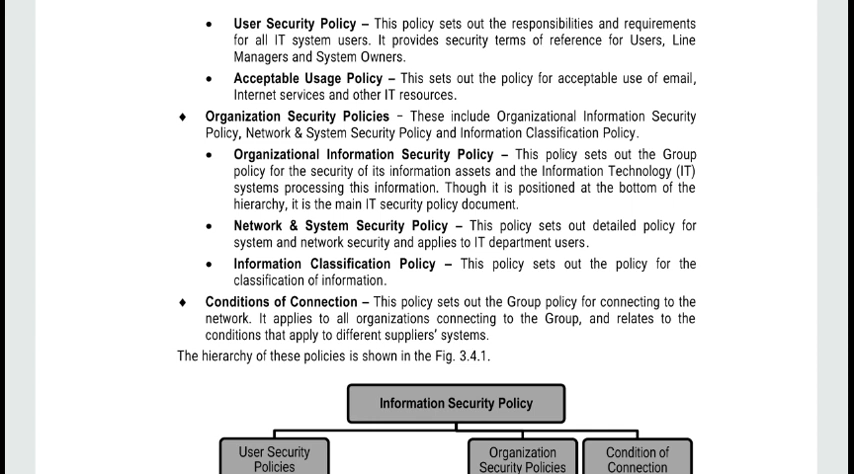 • User Security Policy – This policy sets out the responsibilities and requirements
for all IT system users. It provides security terms of reference for Users, Line
Managers and System Owners.
• Acceptable Usage Policy – This sets out the policy for acceptable use of email,
Internet services and other IT resources.
♦ Organization Security Policies – These include Organizational Information Security
Policy, Network & System Security Policy and Information Classification Policy.
• Organizational Information Security Policy – This policy sets out the Group
policy for the security of its information assets and the Information Technology (IT)
systems processing this information. Though it is positioned at the bottom of the
hierarchy, it is the main IT security policy document.
• Network & System Security Policy – This policy sets out detailed policy for
system and network security and applies to IT department users.
• Information Classification Policy – This policy sets out the policy for the
classification of information.
♦ Conditions of Connection – This policy sets out the Group policy for connecting to the
network. It applies to all organizations connecting to the Group, and relates to the
conditions that apply to different suppliers' systems.
The hierarchy of these policies is shown in the Fig. 3.4.1.
Information Security Policy
User Security
Policies
Organization
Security Policies
Condition of
Connection